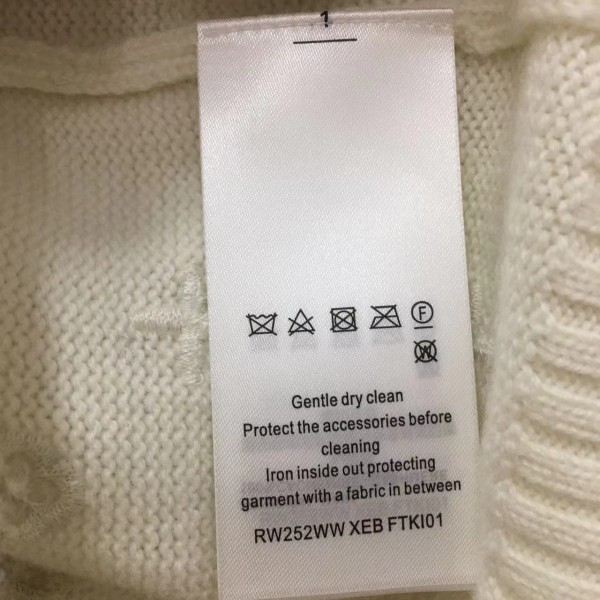 1
F
W
Gentle dry clean
Protect the accessories before
cleaning
Iron inside out protecting
garment with a fabric in between
RW252WW XEB FTKI01